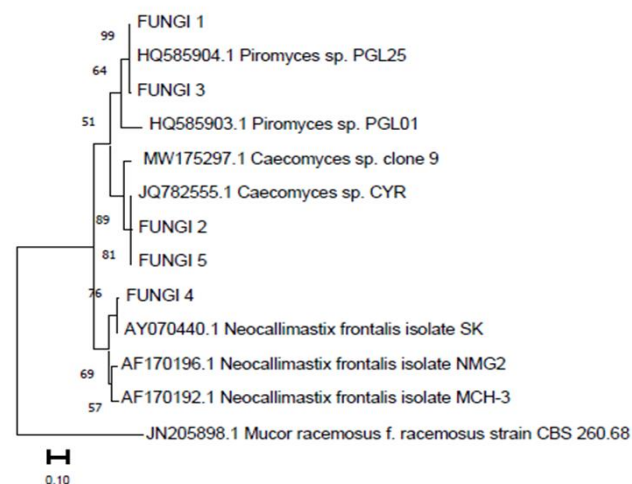 FUNGI 1
99
HQ585904.1 Piromyces sp. PGL25
64
FUNGI 3
51
HQ585903.1 Piromyces sp. PGL01
MW175297.1 Caecomyces sp. clone 9
JQ782555.1 Caecomyces sp. CYR
89
FUNGI 2
81
FUNGI 5
76
FUNGI 4
AY070440.1 Neocallimastix frontalis isolate SK
AF170196.1 Neocallimastix frontalis isolate NMG2
69
AF170192.1 Neocallimastix frontalis isolate MCH-3
57
JN205898.1 Mucor racemosus f. racemosus strain CBS 260.68
0.10